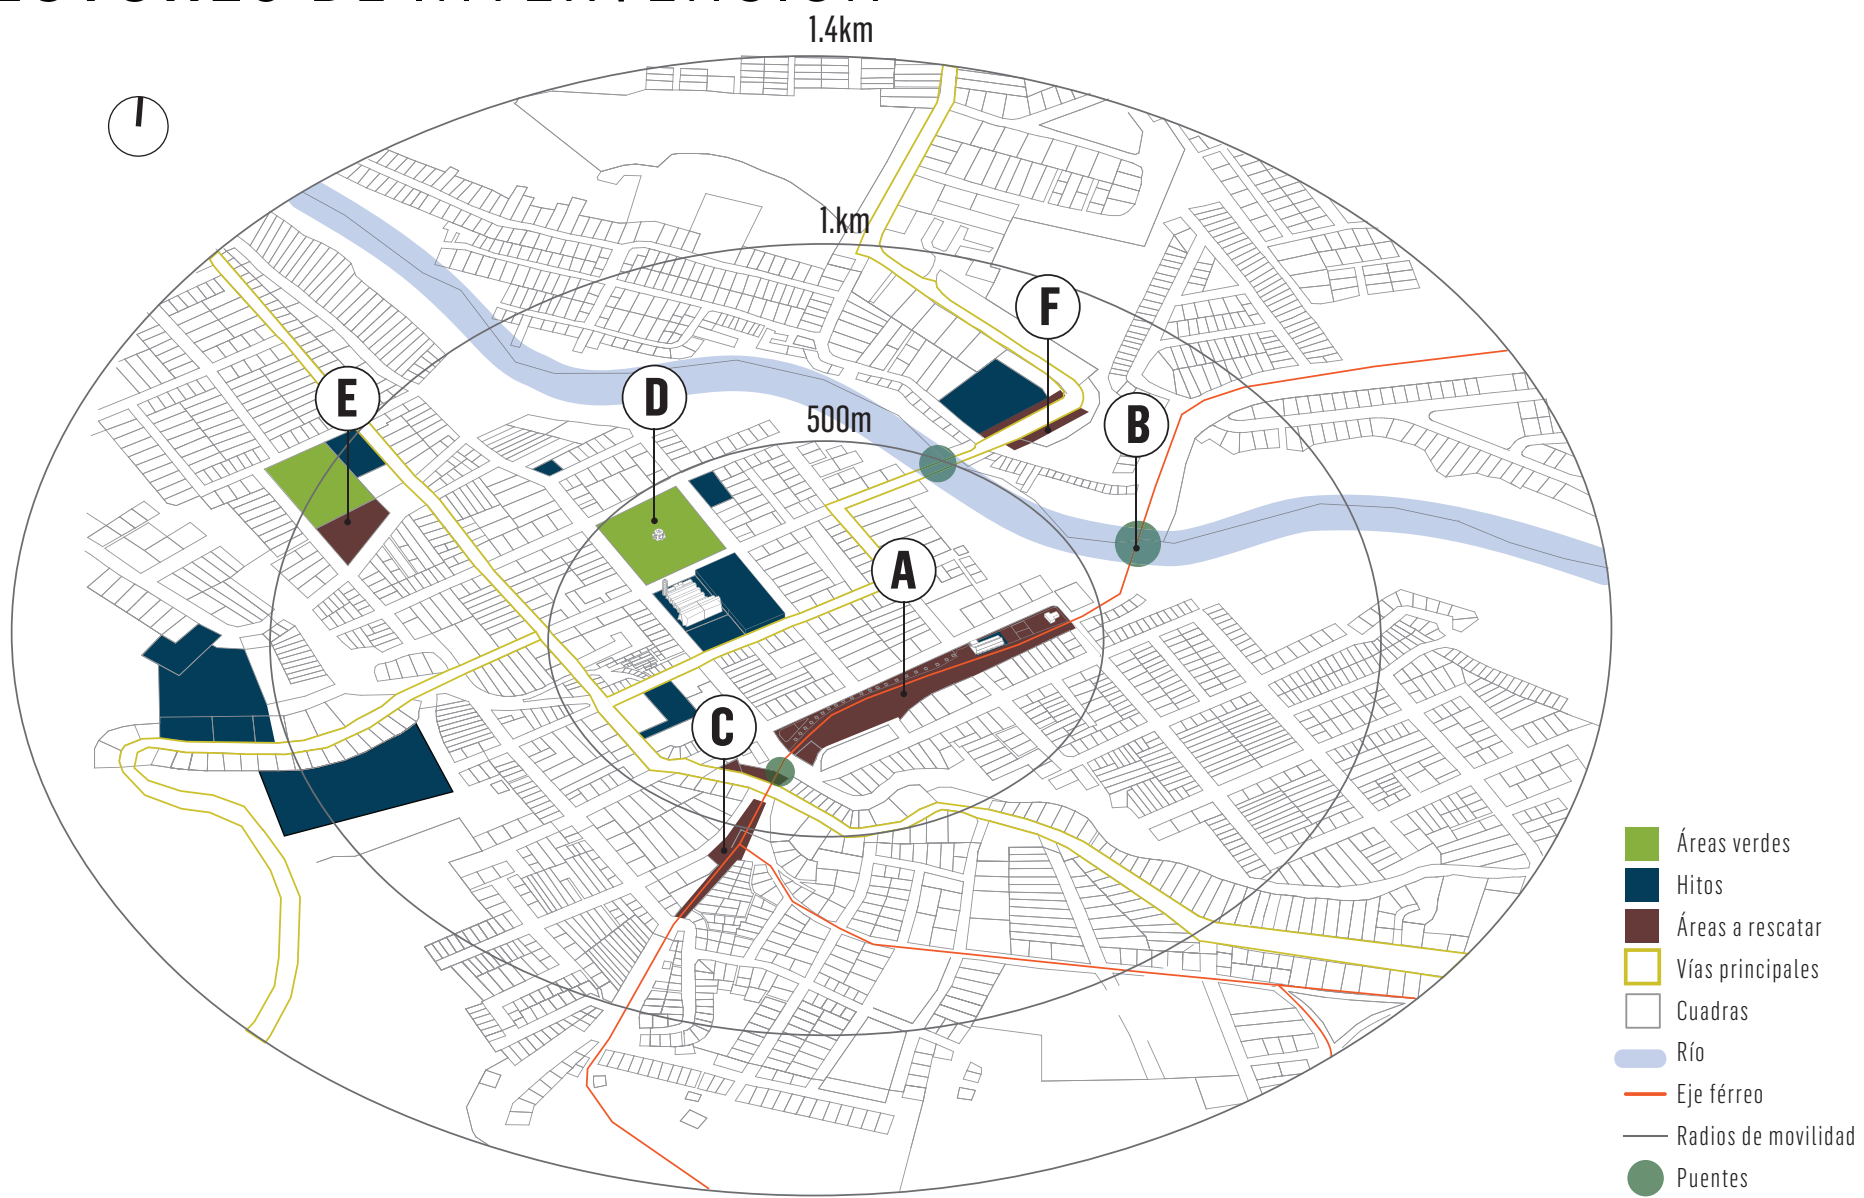 1.4km
1.km
F
E
D
B
500m
A
C
Áreas verdes
Hitos
Áreas a rescatar
Vías principales
Cuadras
Río
Eje férreo
Radios de movilidad
Puentes